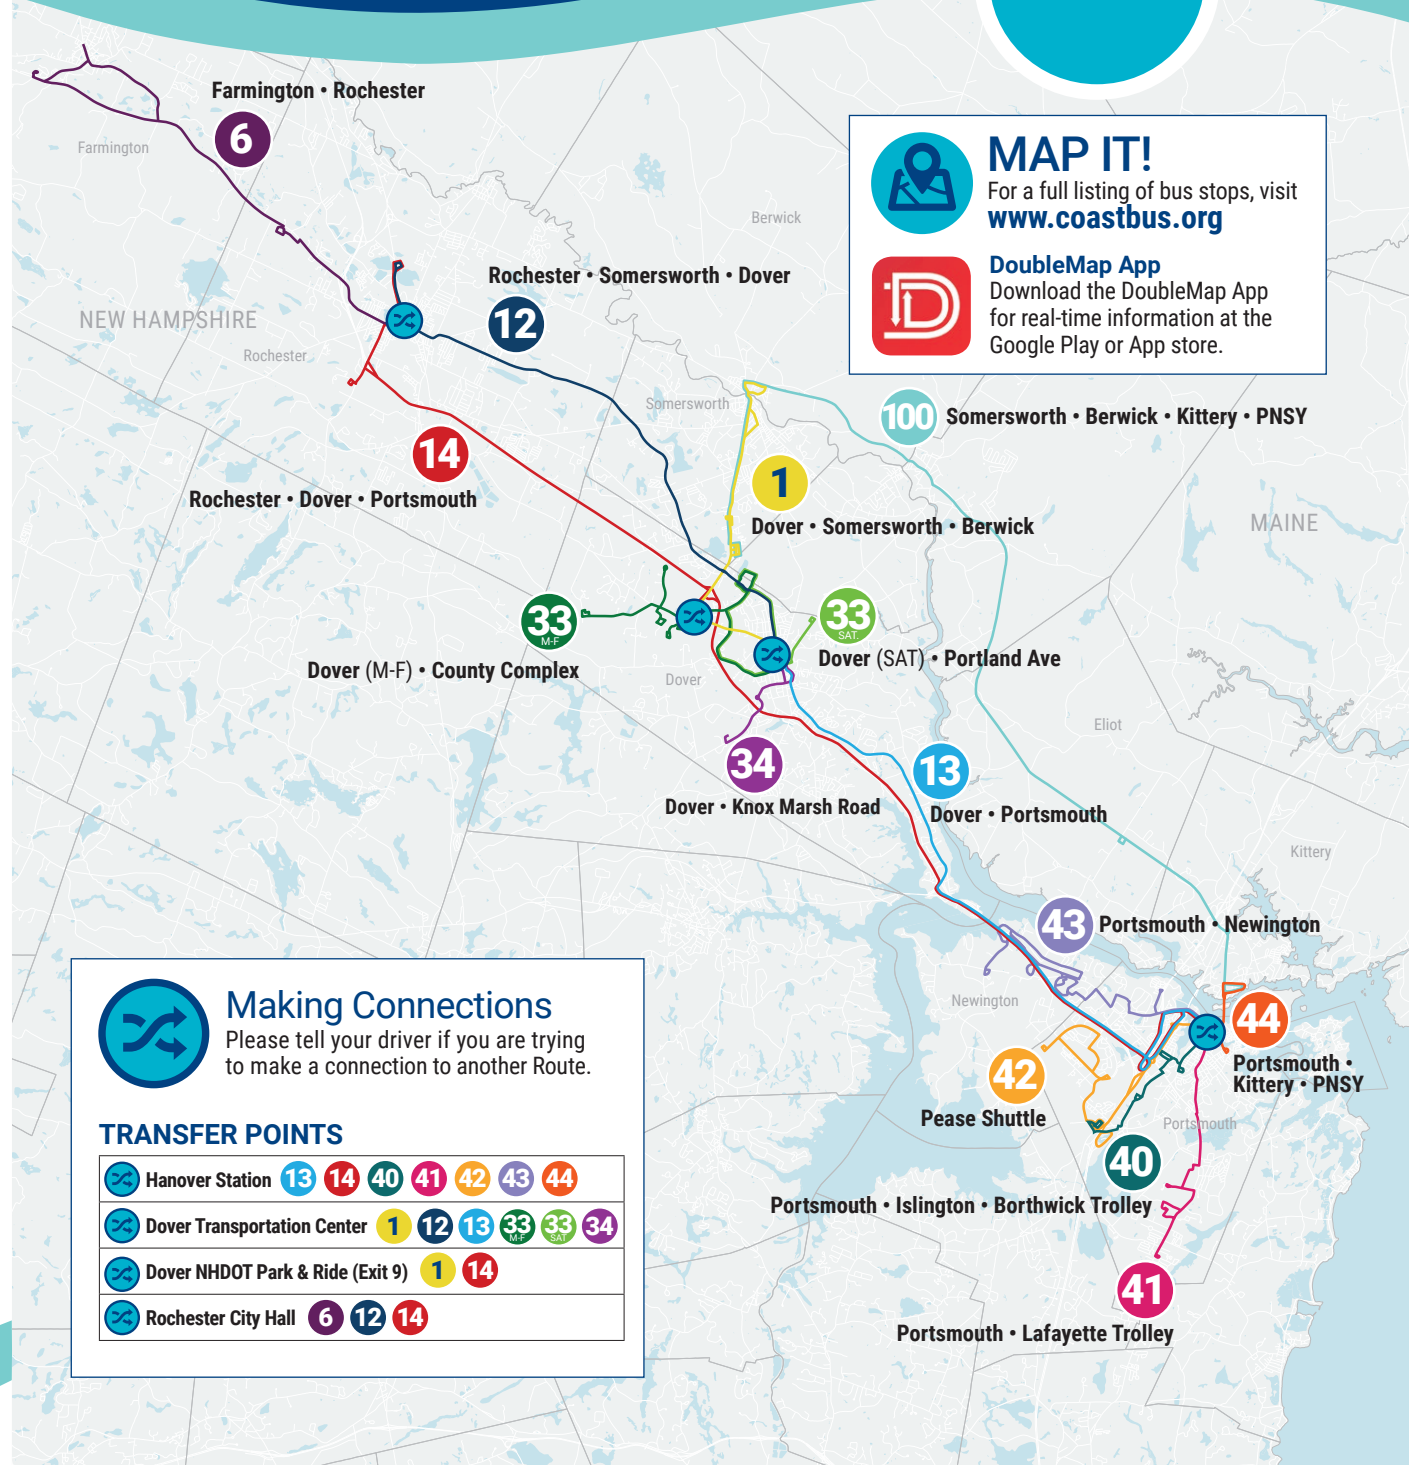 Farmington • Rochester
6
Farmington
MAP IT!
For a full listing of bus stops, visit
www.coastbus.org
DoubleMap App
Download the DoubleMap App
for real-time information at the
Google Play or App store.
Berwick
Rochester • Somersworth • Dover
12
NEW HAMPSHIRE
Rochester
Somersworth
100 Somersworth • Berwick • Kittery • PNSY
14
Rochester • Dover • Portsmouth
1
Dover • Somersworth • Berwick
MAINE
33
M-F
Dover (M-F) • County Complex
33
SAT.
Dover (SAT) • Portland Ave
Dover
Eliot
34
Dover • Knox Marsh Road
13
Dover • Portsmouth
Kittery
43 Portsmouth • Newington
Newington
44
Portsmouth •
Kittery • PNSY
42
Pease Shuttle
Portsmouth
40
Portsmouth • Islington • Borthwick Trolley
41
Portsmouth • Lafayette Trolley
Making Connections
Please tell your driver if you are trying
to make a connection to another Route.
TRANSFER POINTS
Hanover Station 13 14 40 41 42 43 44
Dover Transportation Center 1 12 13 33 M-F 33 SAT 34
Dover NHDOT Park & Ride (Exit 9) 1 14
Rochester City Hall 6 12 14